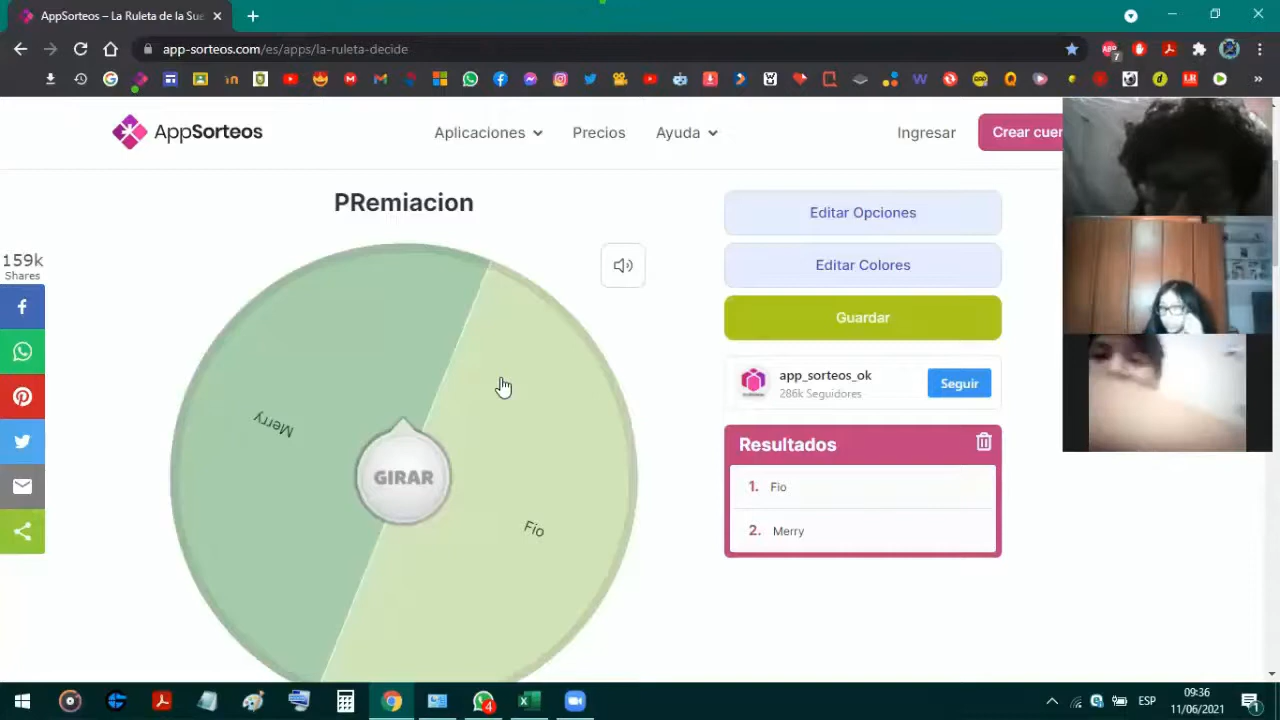 AppSorteos – La Ruleta de la Sue
app-sorteos.com/es/apps/la-ruleta-decide
AppSorteos
Aplicaciones
Precios
Ayuda
Ingresar
Crear cuen
PRemiacion
159k
Shares
Merry
Fio
GIRAR
Editar Opciones
Editar Colores
Guardar
app_sorteos_ok
286k Seguidores
Seguir
Resultados
1. Fio
2. Merry
ESP
09:36
11/06/2021